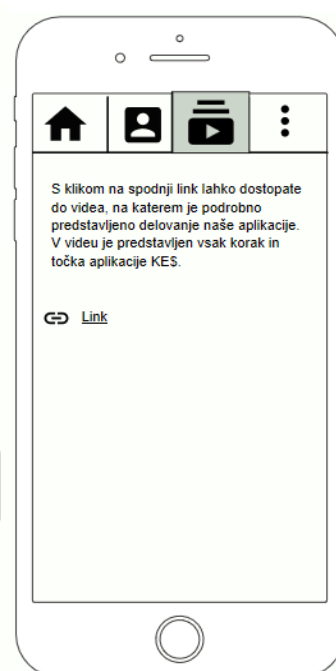 S klikom na spodnji link lahko dostopate
do videa, na katerem je podrobno
predstavljeno delovanje naše aplikacije.
V videu je predstavljen vsak korak in
točka aplikacije KE$.
Link